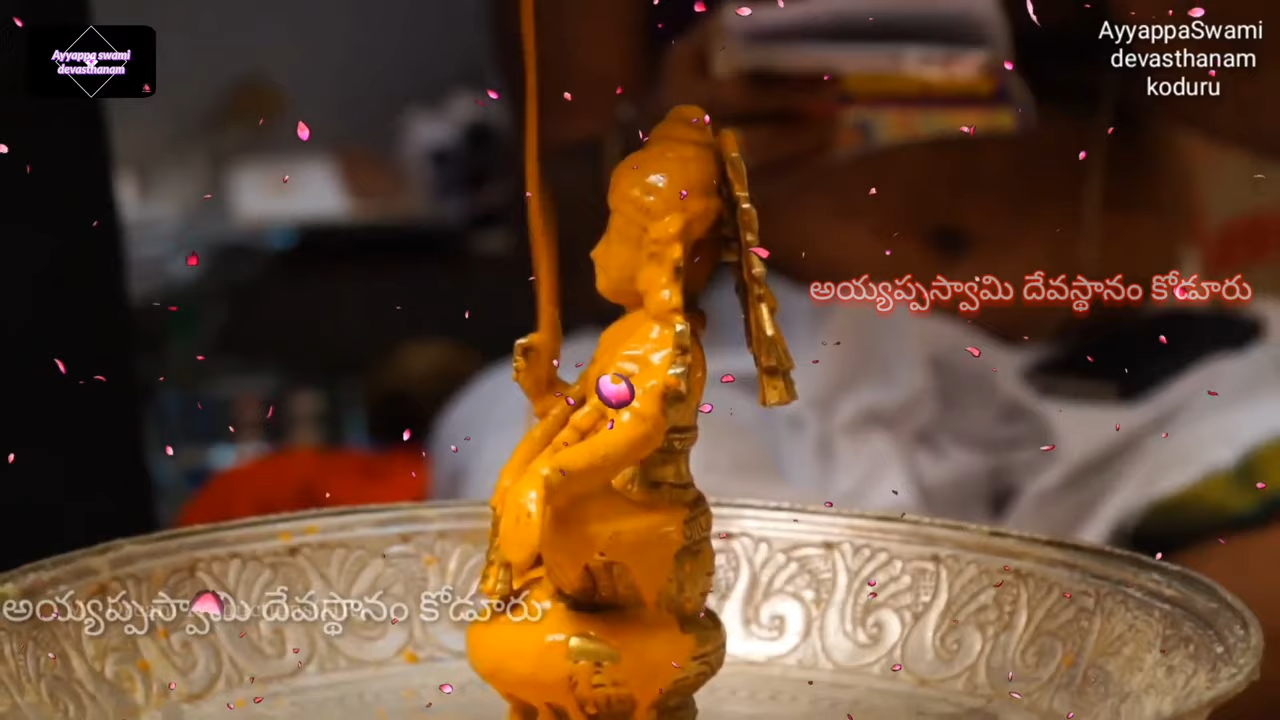 Ayyappa swami
devasthanam
AyyappaSwami
devasthanam
koduru
అయ్యప్పస్వామి దేవస్థానం కోడూరు
అయ్యప్పస్వామి దేవస్థానం కోడూరు